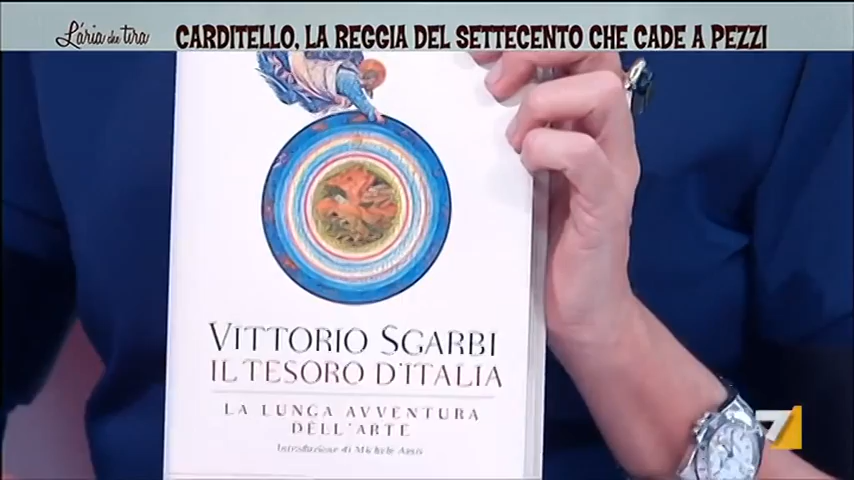 L'aria che tira
CARDITELLO, LA REGGIA DEL SETTECENTO CHE CADE A PEZZI
VITTORIO SGARBI
IL TESORO D'ITALIA
LA LUNGA AVVENTURA
DELL'ARTE
Introduzione di Michele Ainis
7